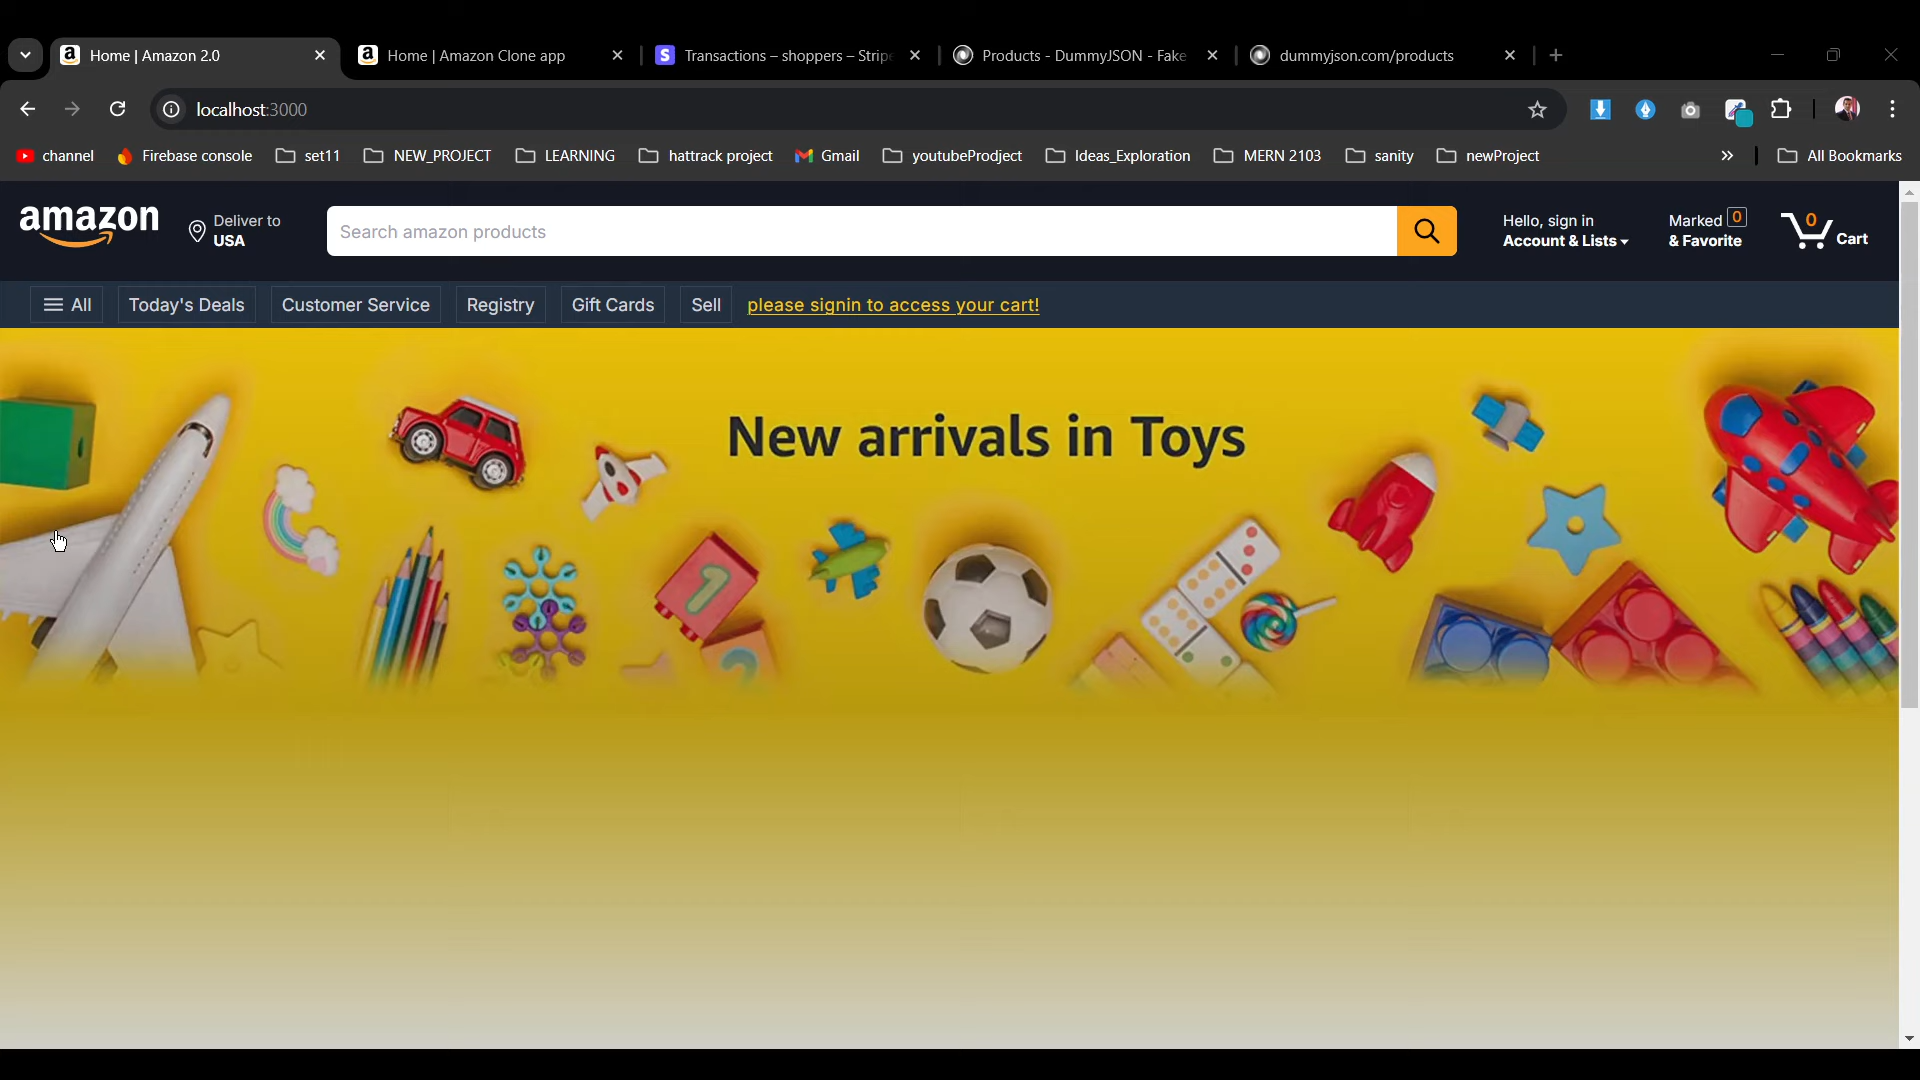 Home | Amazon 2.0
Home | Amazon Clone app
Transactions – shoppers – Stripe
Products - DummyJSON - Fake
dummyjson.com/products
localhost:3000
channel
Firebase console
set11
NEW_PROJECT
LEARNING
hattrack project
Gmail
youtubeProdject
Ideas_Exploration
MERN 2103
sanity
newProject
All Bookmarks
amazon
Deliver to
USA
Search amazon products
Hello, sign in
Account & Lists
Marked 0
& Favorite
0
Cart
All
Today's Deals
Customer Service
Registry
Gift Cards
Sell
please signin to access your cart!
New arrivals in Toys
1
2